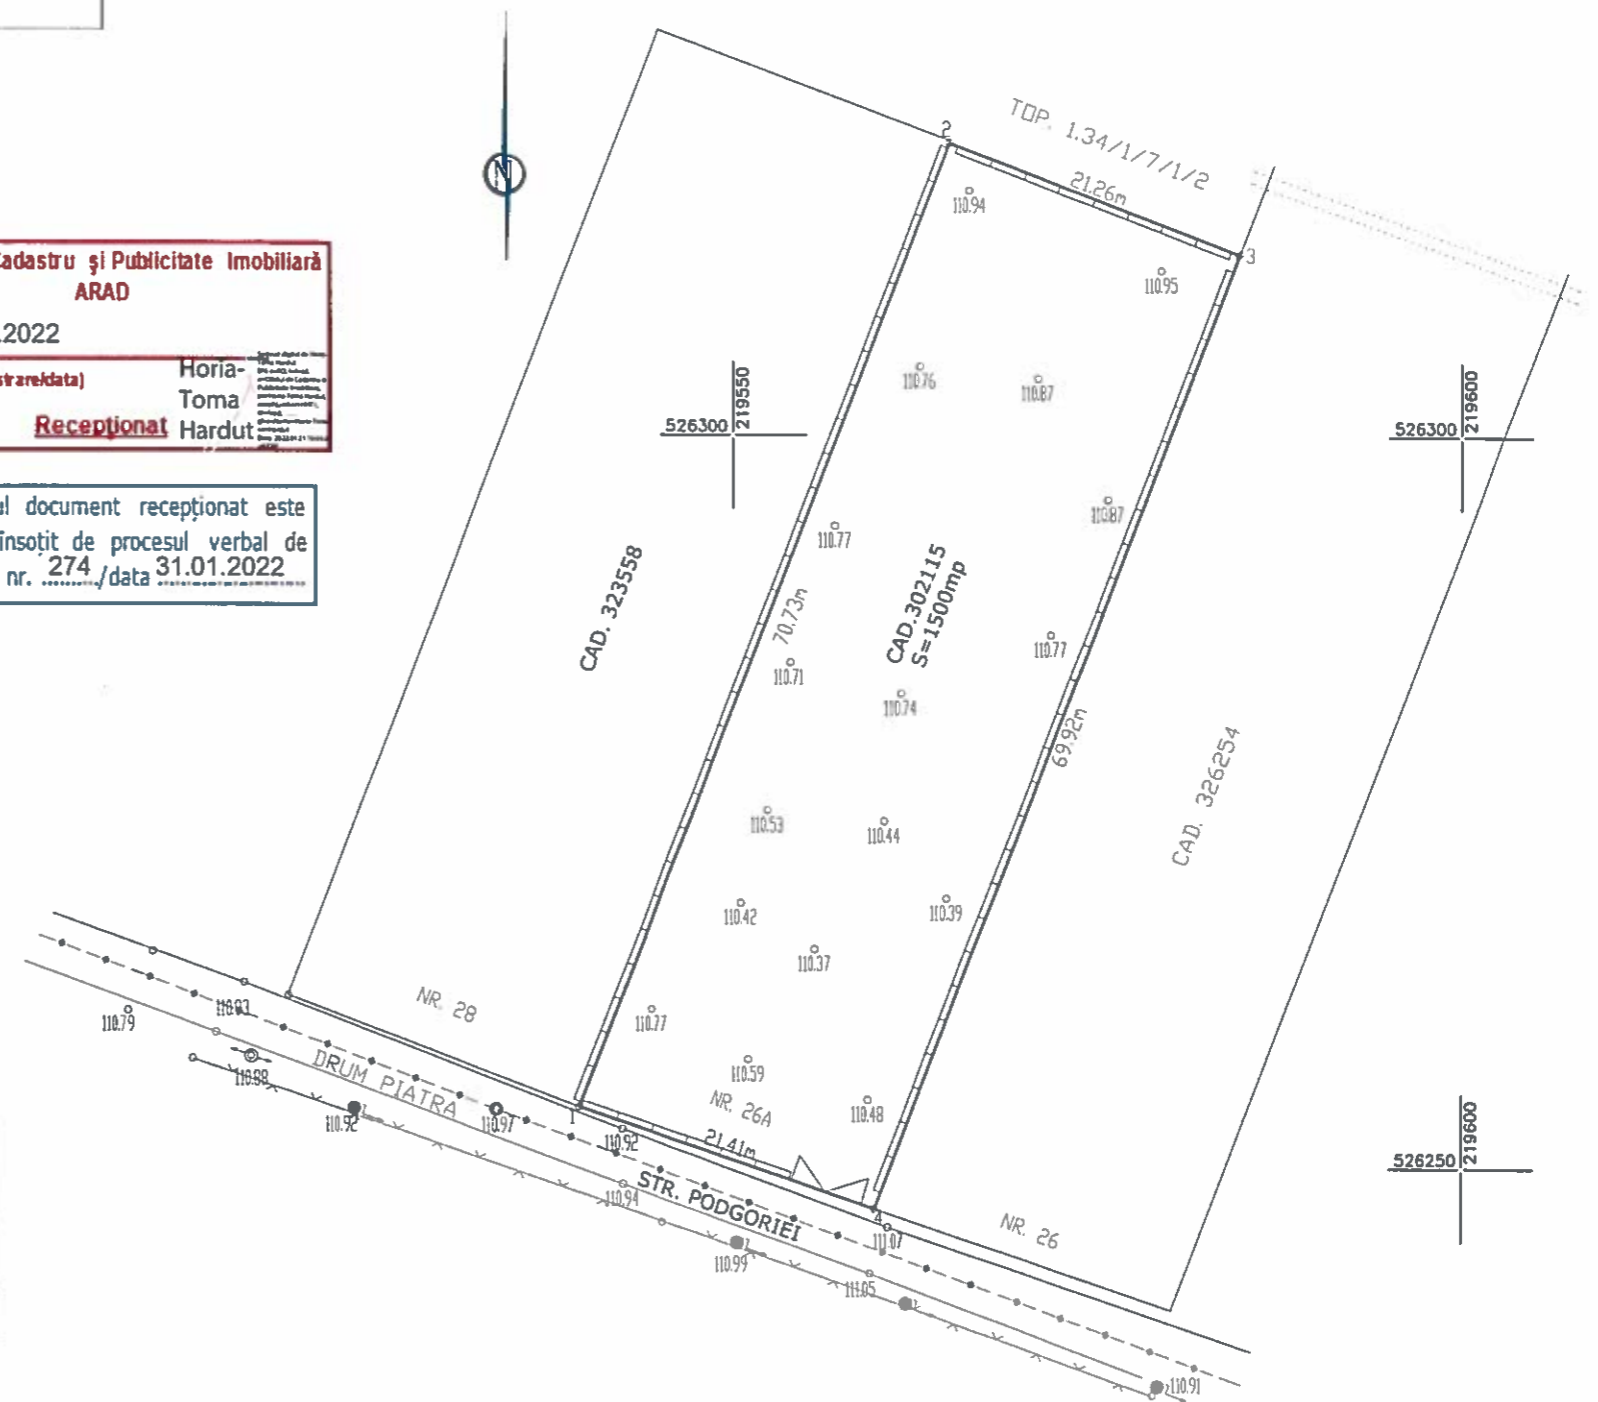 N
2
TOP. 1.34/1/7/1/2
21.26m
3
110.94
110.95
adastru și Publicitate Imobiliară
ARAD
.2022
strare/data)
Horia-
Toma
Hardut
Recepționat
document recepționat este
însoțit de procesul verbal de
nr. 274 /data 31.01.2022
110.76
110.87
526300
219550
526300
219600
110.87
110.77
CAD. 323558
70.73m
CAD.302115
S=1500mp
110.77
110.71
110.74
69.92m
CAD. 326254
110.53
110.44
110.42
110.39
110.37
NR. 28
110.77
110.79
110.93
DRUM PIATRA
110.88
110.59
NR. 26A
110.48
110.92
110.97
1
110.92
21.41m
526250
219600
STR. PODGORIEI
110.94
4
111.07
NR. 26
110.99
111.05
110.91